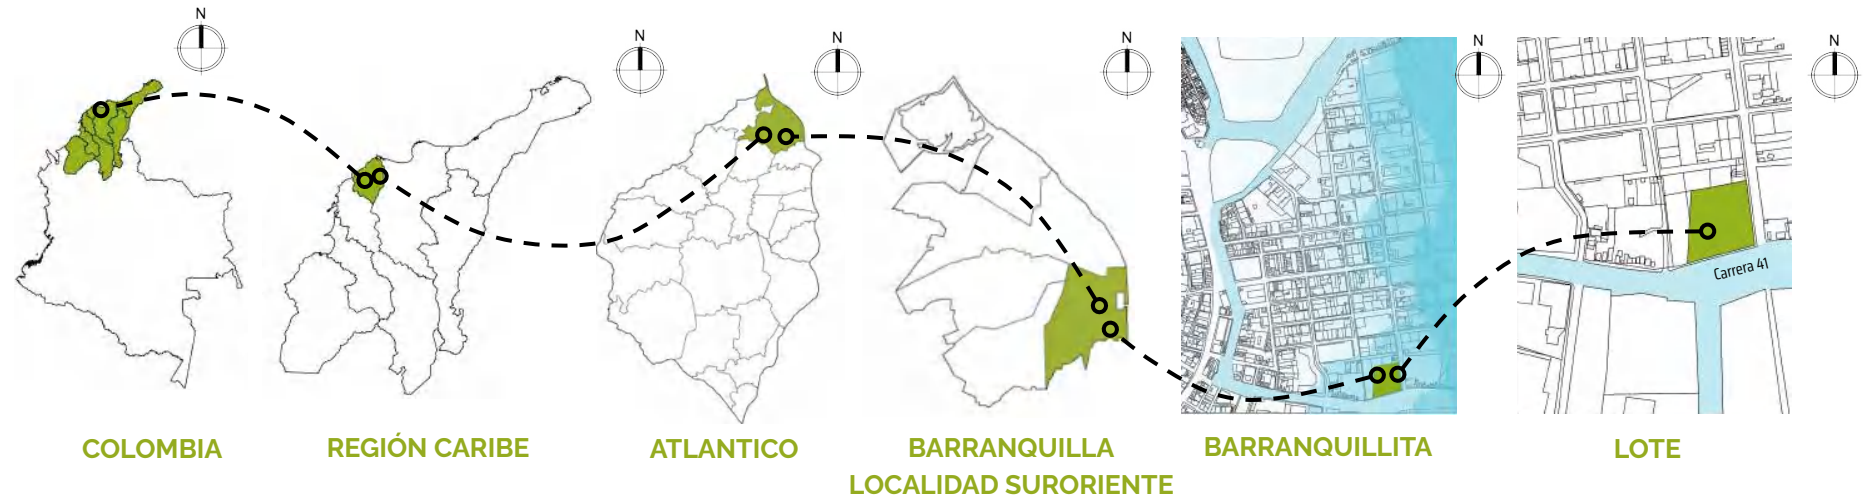 N
N
N
N
N
N
Carrera 41
COLOMBIA
REGIÓN CARIBE
ATLANTICO
BARRANQUILLA
LOCALIDAD SURORIENTE
BARRANQUILLITA
LOTE